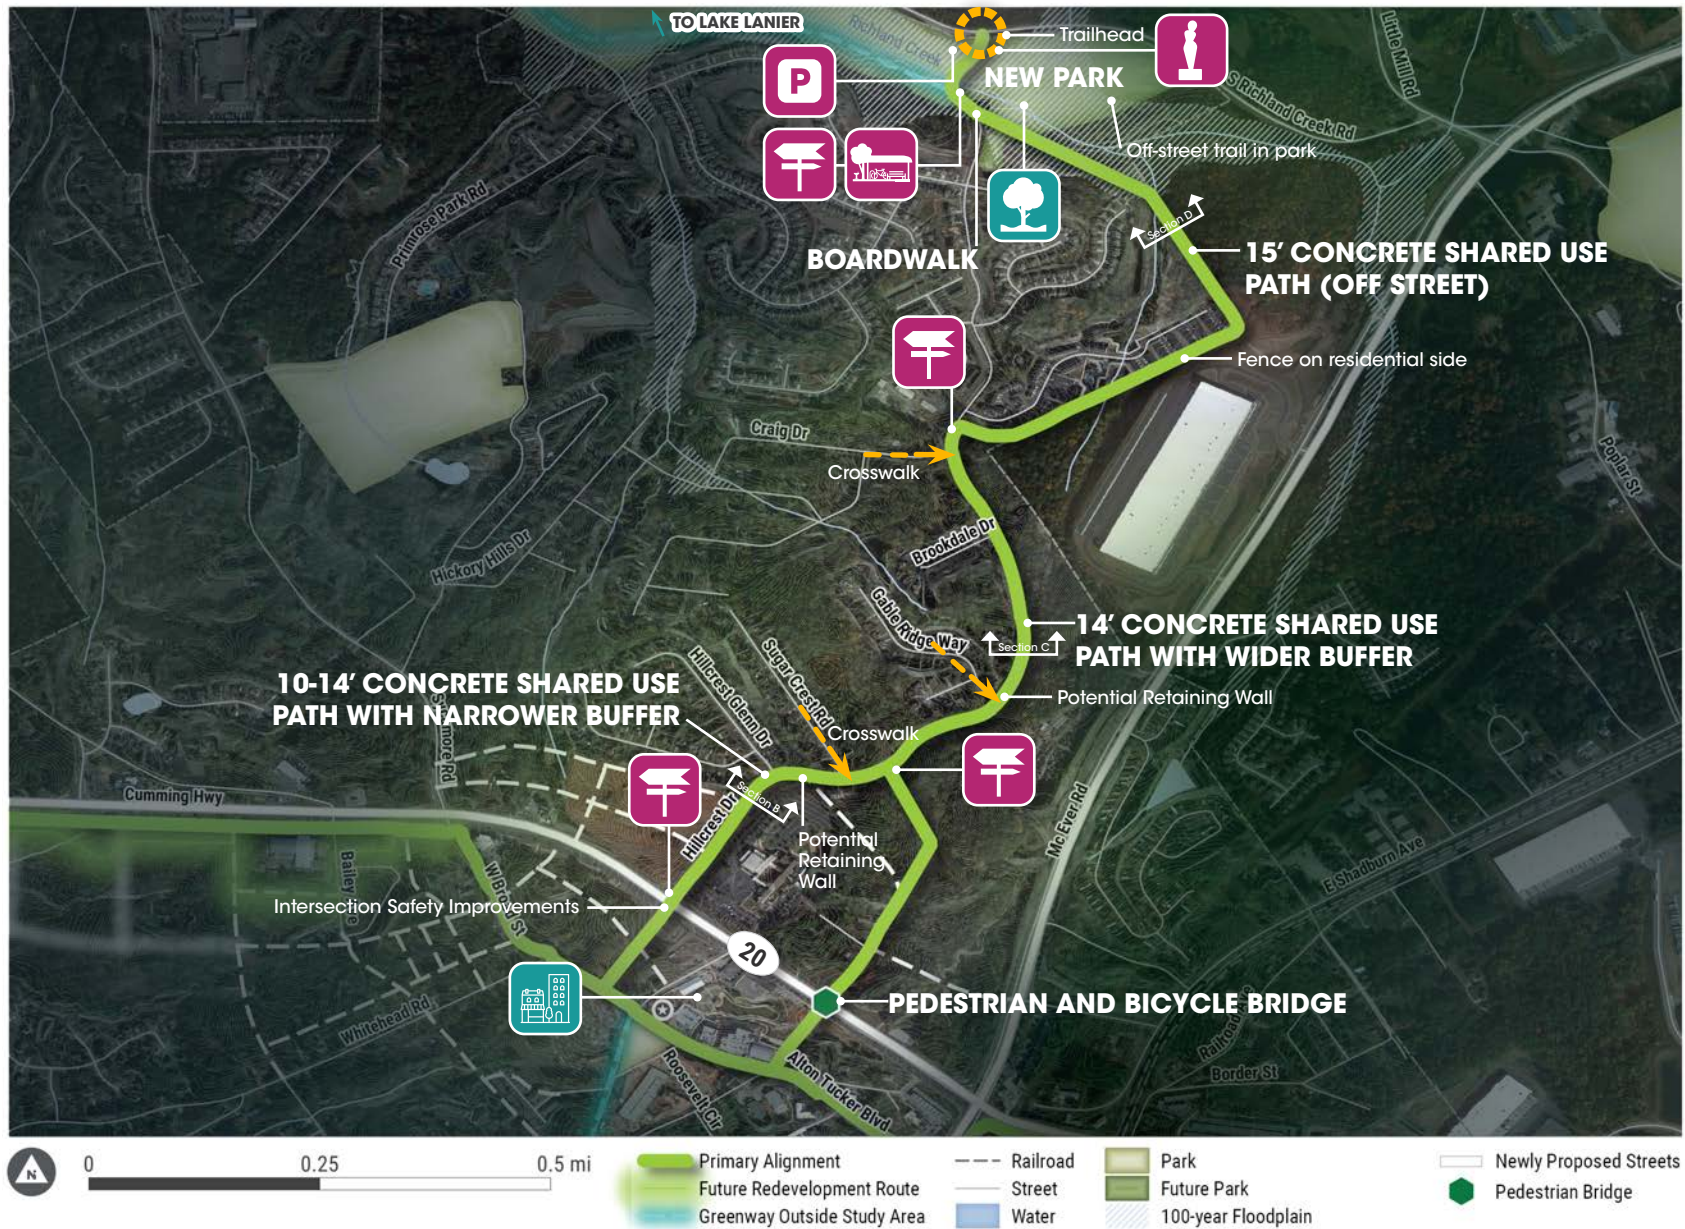 TO LAKE LANIER
Richland Creek
Trailhead
P
NEW PARK
Little Mill Rd
S Richland Creek Rd
Off-street trail in park
Primrose Park Rd
Section D
BOARDWALK
15' CONCRETE SHARED USE
PATH (OFF STREET)
Fence on residential side
Craig Dr
Crosswalk
Poplar St
Brookdale Dr
Hickory Hills Dr
Gable Ridge Way
Section C
14' CONCRETE SHARED USE
PATH WITH WIDER BUFFER
Sugar Crest Rd
Hillcrest Glenn Dr
10-14' CONCRETE SHARED USE
PATH WITH NARROWER BUFFER
Potential Retaining Wall
Crosswalk
Cumming Hwy
Section B
Hillcrest Dr
Potential
Retaining
Wall
Mc Ever Rd
E Shadburn Ave
W Broad St
Intersection Safety Improvements
20
PEDESTRIAN AND BICYCLE BRIDGE
Whitehead Rd
Roosevelt Cir
Alton Tucker Blvd
Border St
N
0 0.25 0.5 mi
Primary Alignment
Future Redevelopment Route
Greenway Outside Study Area
Railroad
Street
Water
Park
Future Park
100-year Floodplain
Newly Proposed Streets
Pedestrian Bridge